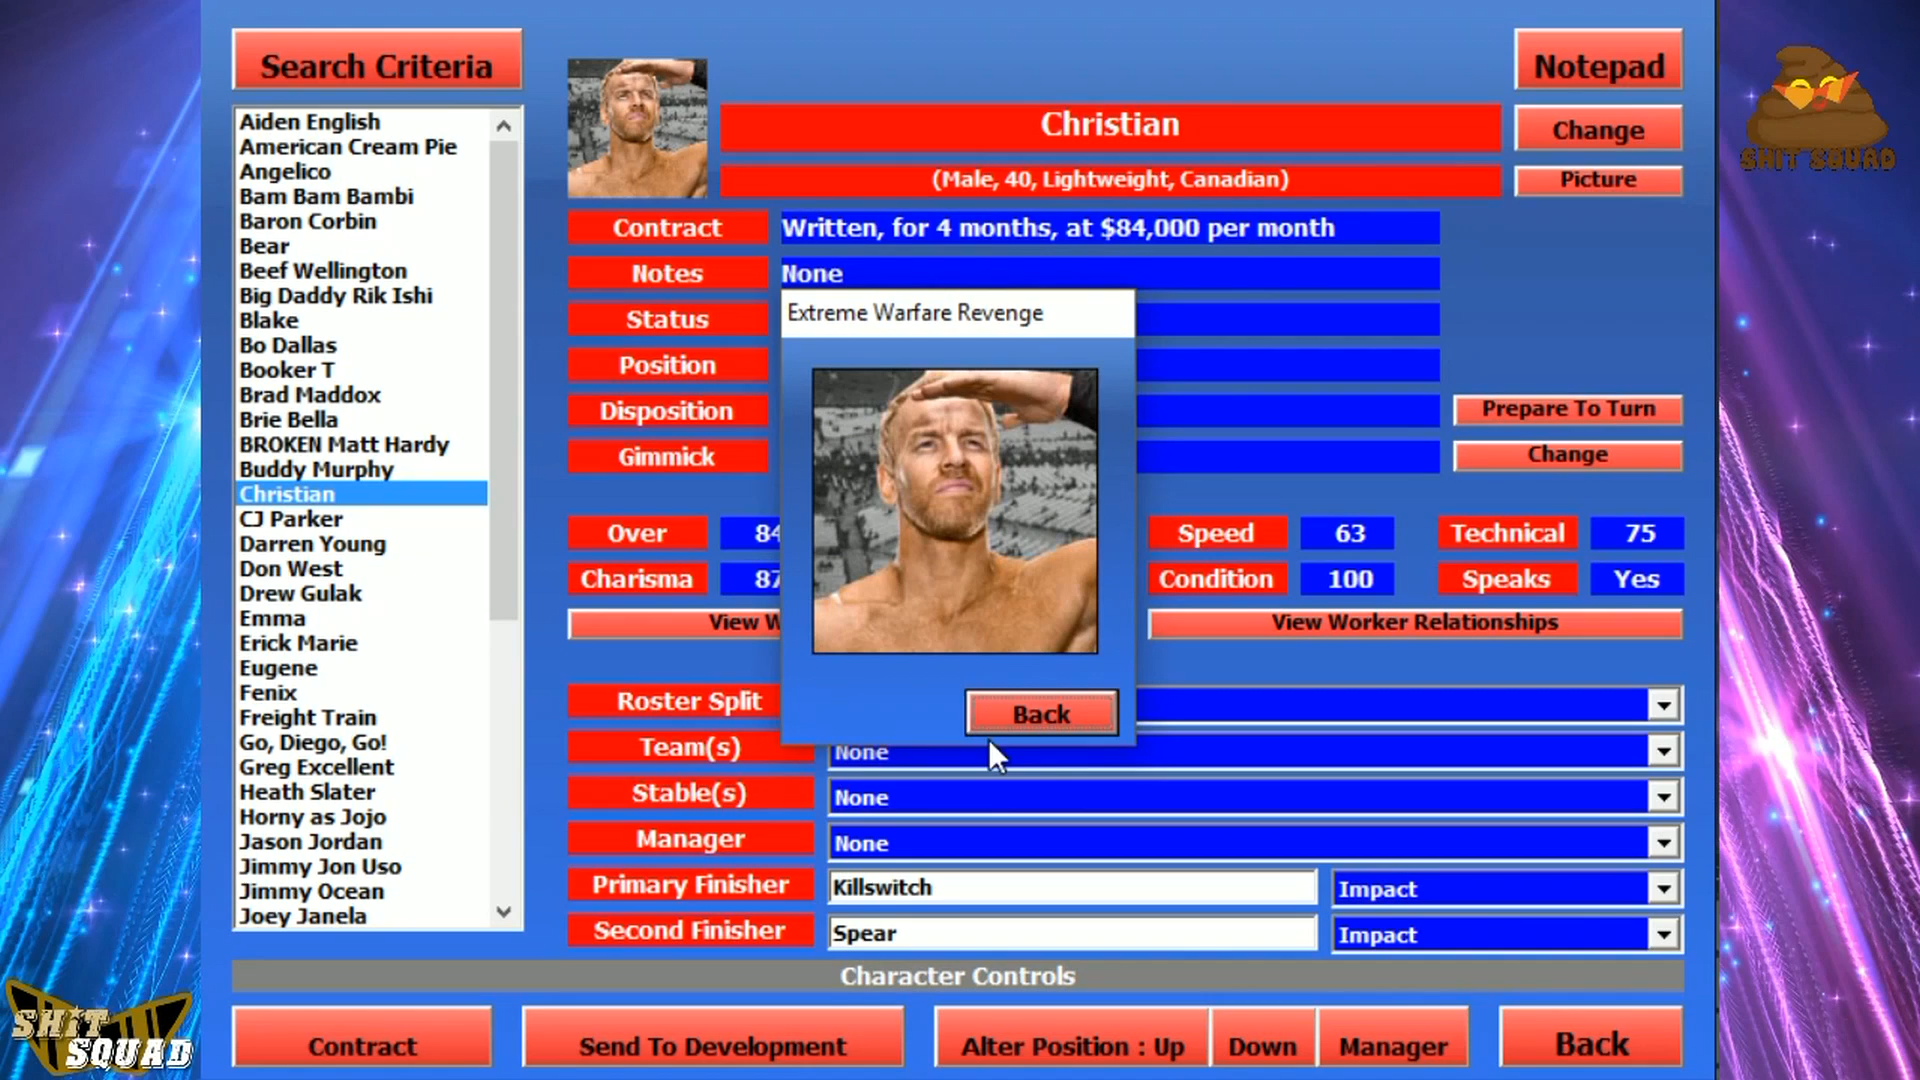 Search Criteria
Notepad
Christian
Change
(Male, 40, Lightweight, Canadian)
Picture
SHIT SQUAD
Aiden English
American Cream Pie
Angelico
Bam Bam Bambi
Baron Corbin
Bear
Beef Wellington
Big Daddy Rik Ishi
Blake
Bo Dallas
Booker T
Brad Maddox
Brie Bella
BROKEN Matt Hardy
Buddy Murphy
Christian
CJ Parker
Darren Young
Don West
Drew Gulak
Emma
Erick Marie
Eugene
Fenix
Freight Train
Go, Diego, Go!
Greg Excellent
Heath Slater
Horny as Jojo
Jason Jordan
Jimmy Jon Uso
Jimmy Ocean
Joey Janela
Contract Written, for 4 months, at $84,000 per month
Notes None
Status
Position
Disposition
Prepare To Turn
Gimmick
Change
Extreme Warfare Revenge
Back
Over 84
Speed 63
Technical 75
Charisma 87
Condition 100
Speaks Yes
View W
View Worker Relationships
Roster Split
Team(s) None
Stable(s) None
Manager None
Primary Finisher Killswitch Impact
Second Finisher Spear Impact
Character Controls
Contract
Send To Development
Alter Position : Up
Down
Manager
Back
SHIT
SQUAD